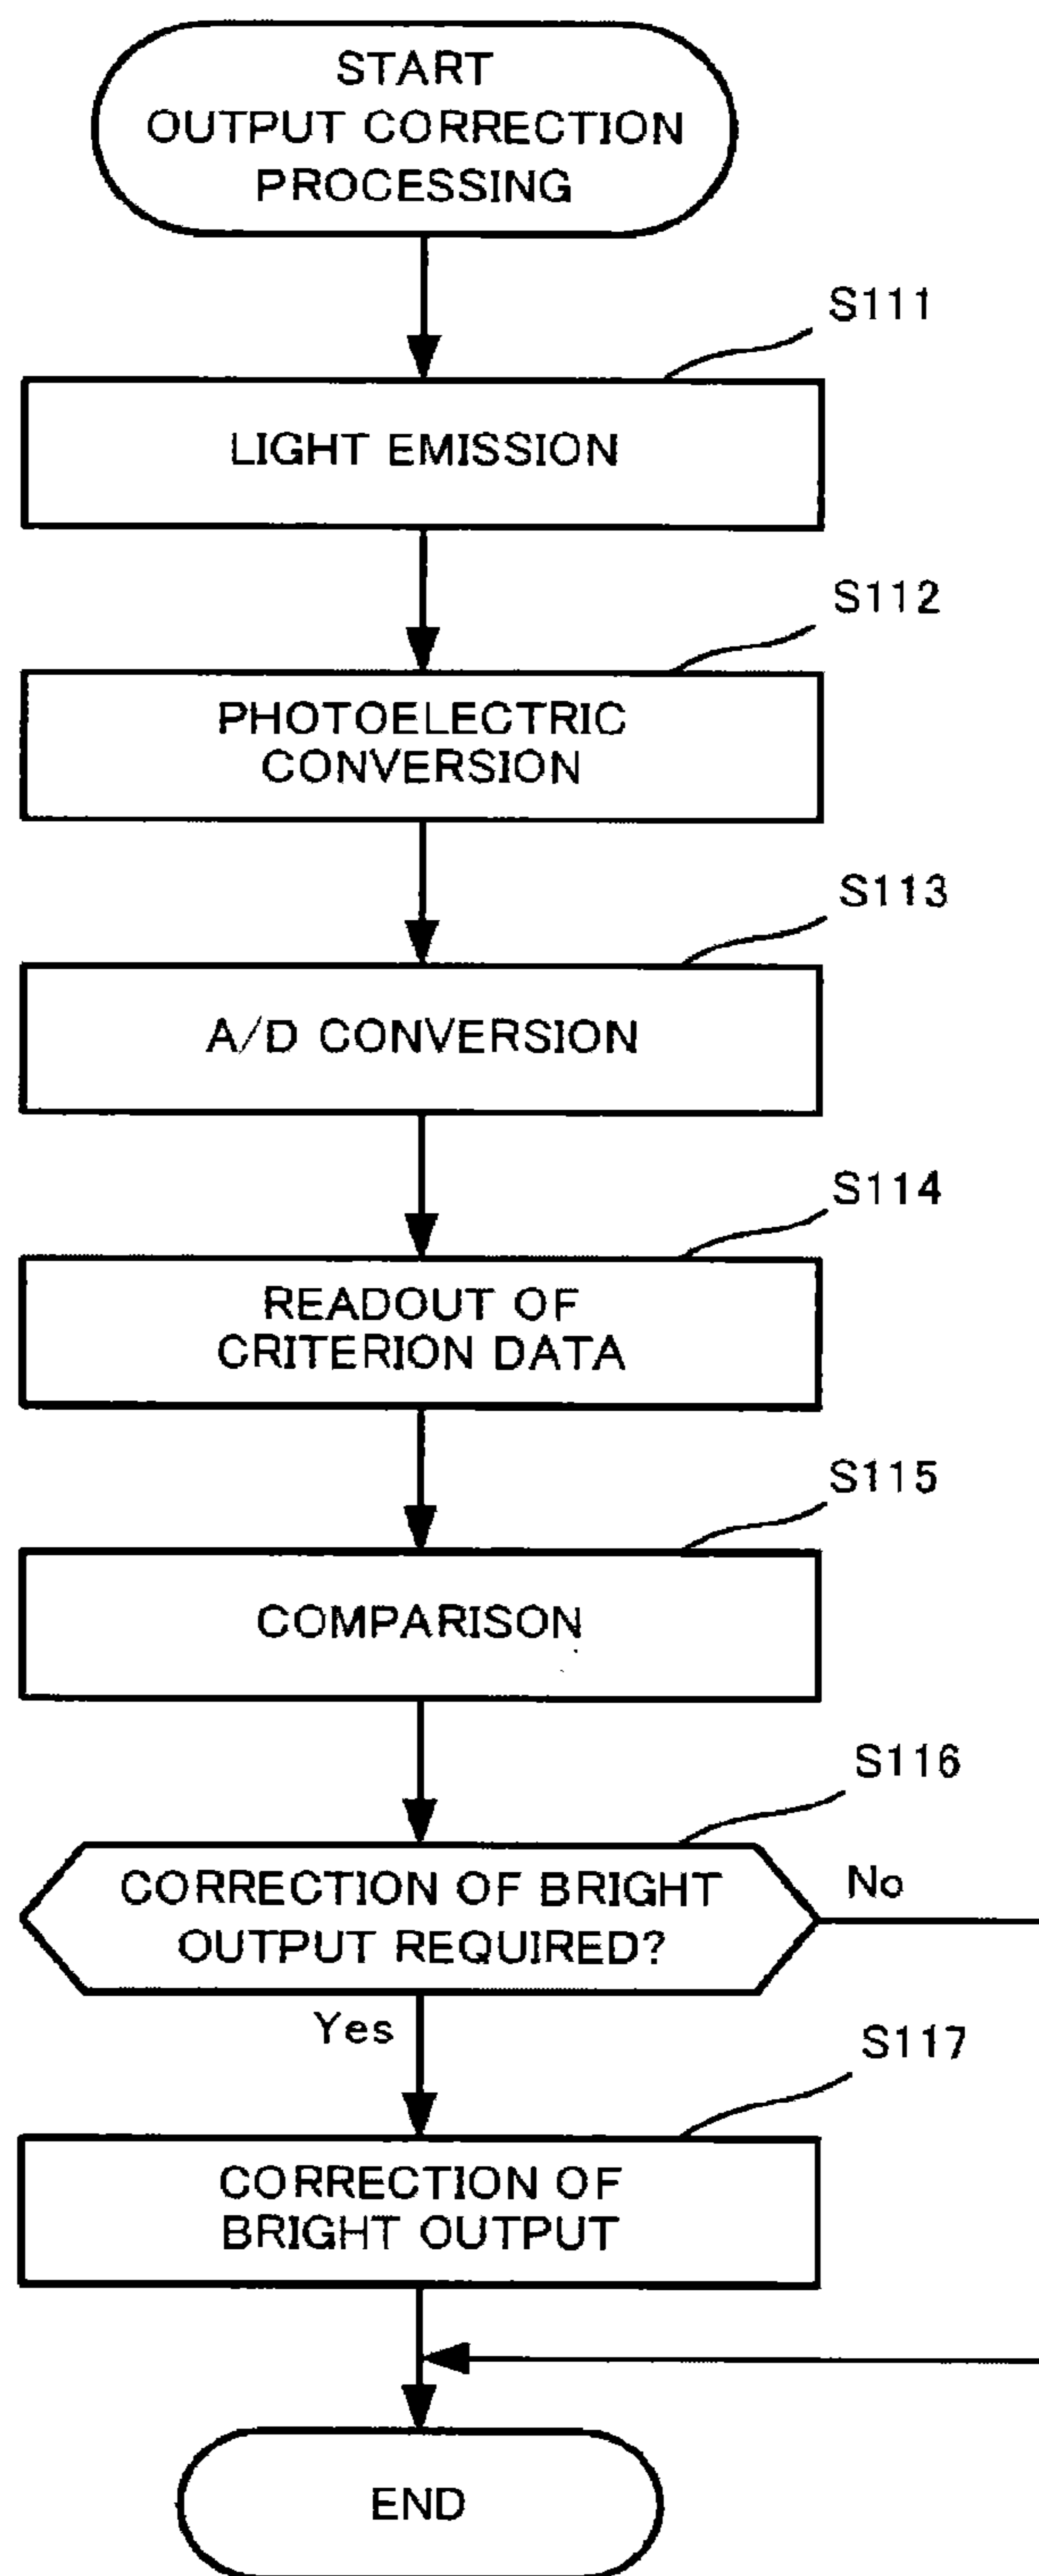 START
OUTPUT CORRECTION
PROCESSING
S111
LIGHT EMISSION
S112
PHOTOELECTRIC
CONVERSION
S113
A/D CONVERSION
S114
READOUT OF
CRITERION DATA
S115
COMPARISON
S116
CORRECTION OF BRIGHT
OUTPUT REQUIRED?
No
Yes
S117
CORRECTION OF
BRIGHT OUTPUT
END